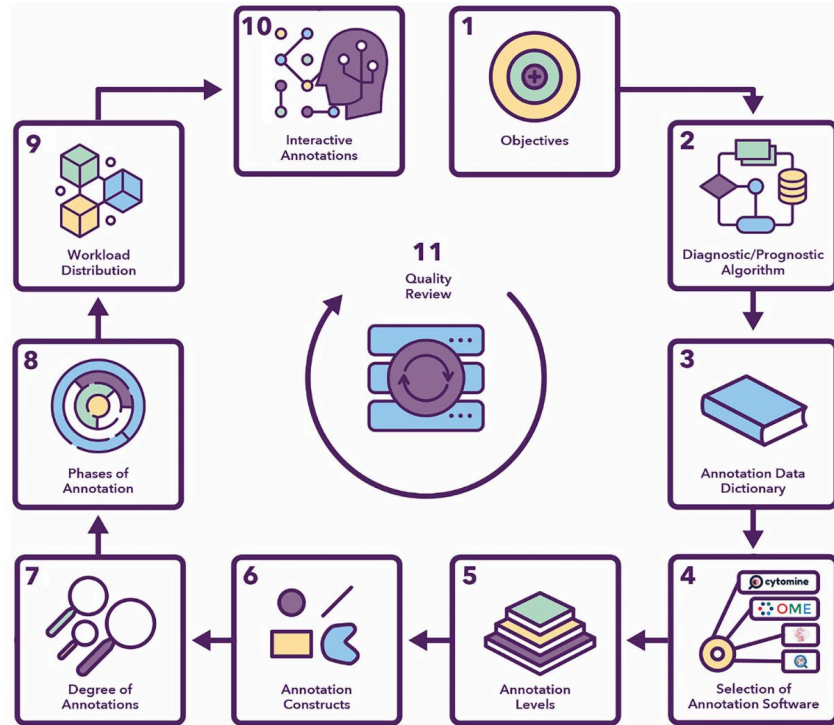 1
Objectives
2
Diagnostic/Prognostic
Algorithm
3
Annotation Data
Dictionary
4
cytomine
OME
Selection of
Annotation Software
5
Annotation
Levels
6
Annotation
Constructs
7
Degree of
Annotations
8
Phases of
Annotation
9
Workload
Distribution
10
Interactive
Annotations
11
Quality
Review